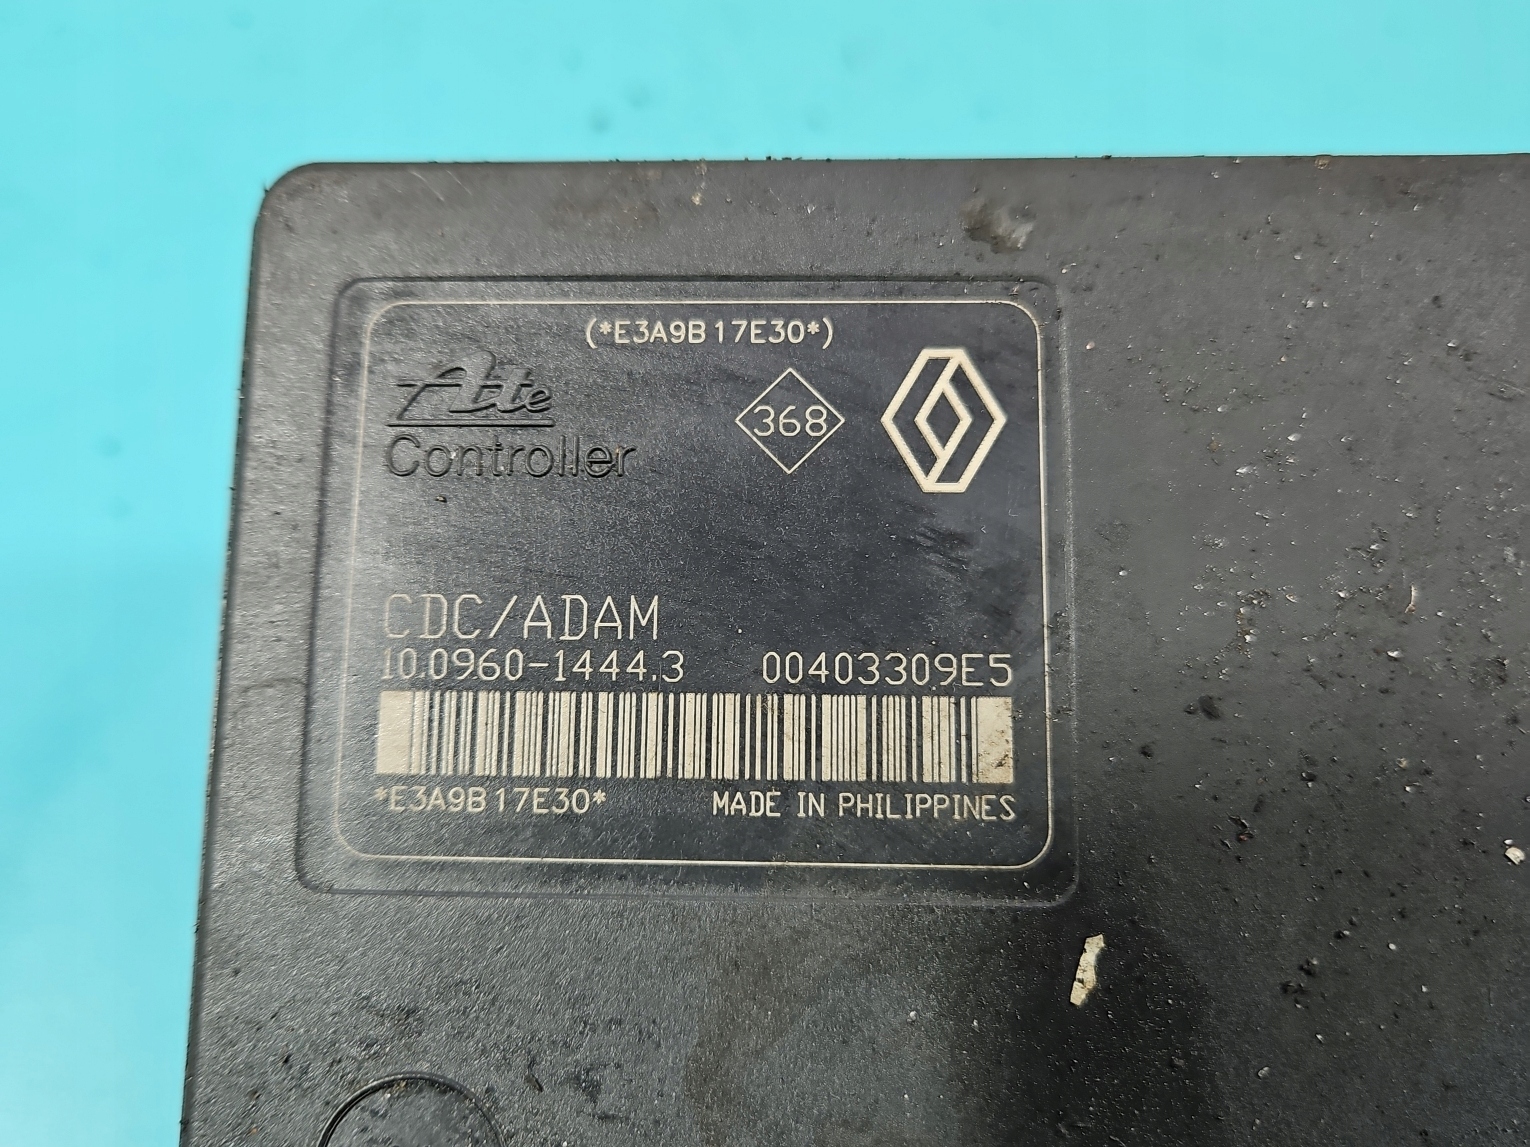 (*E3A9B17E30*)
Ate
Controller
368
CDC/ADAM
10.0960-1444.3 00403309E5
*E3A9B17E30* MADE IN PHILIPPINES